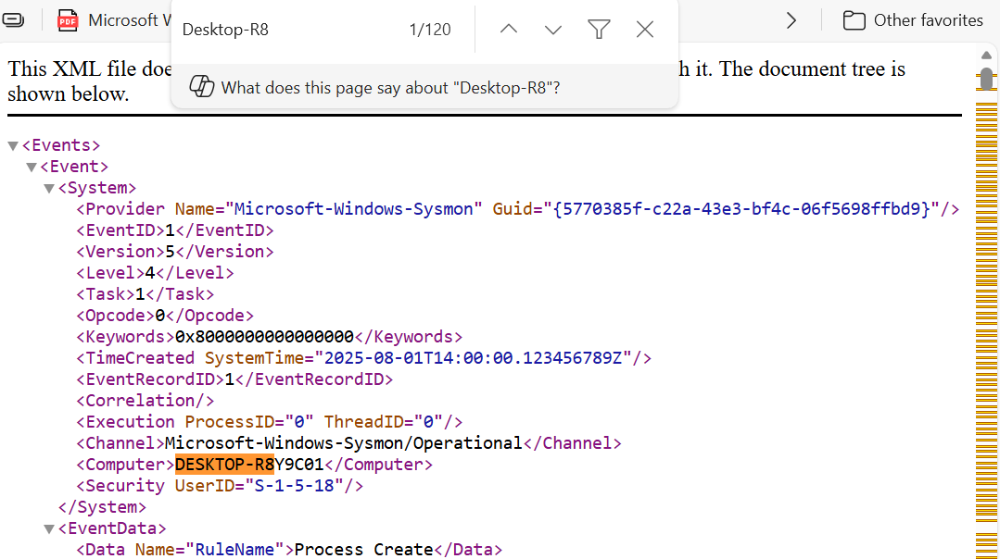 Microsoft W
Other favorites
Desktop-R8
1/120
What does this page say about "Desktop-R8"?
This XML file doe
h it. The document tree is
shown below.
<Events>
<Event>
<System>
<Provider Name="Microsoft-Windows-Sysmon" Guid="{5770385f-c22a-43e3-bf4c-06f5698ffbd9}"/>
<EventID>1</EventID>
<Version>5</Version>
<Level>4</Level>
<Task>1</Task>
<Opcode>0</Opcode>
<Keywords>0x8000000000000000</Keywords>
<TimeCreated SystemTime="2025-08-01T14:00:00.123456789Z"/>
<EventRecordID>1</EventRecordID>
<Correlation/>
<Execution ProcessID="0" ThreadID="0"/>
<Channel>Microsoft-Windows-Sysmon/Operational</Channel>
<Computer>DESKTOP-R8Y9C01</Computer>
<Security UserID="S-1-5-18"/>
</System>
<EventData>
<Data Name="RuleName">Process Create</Data>